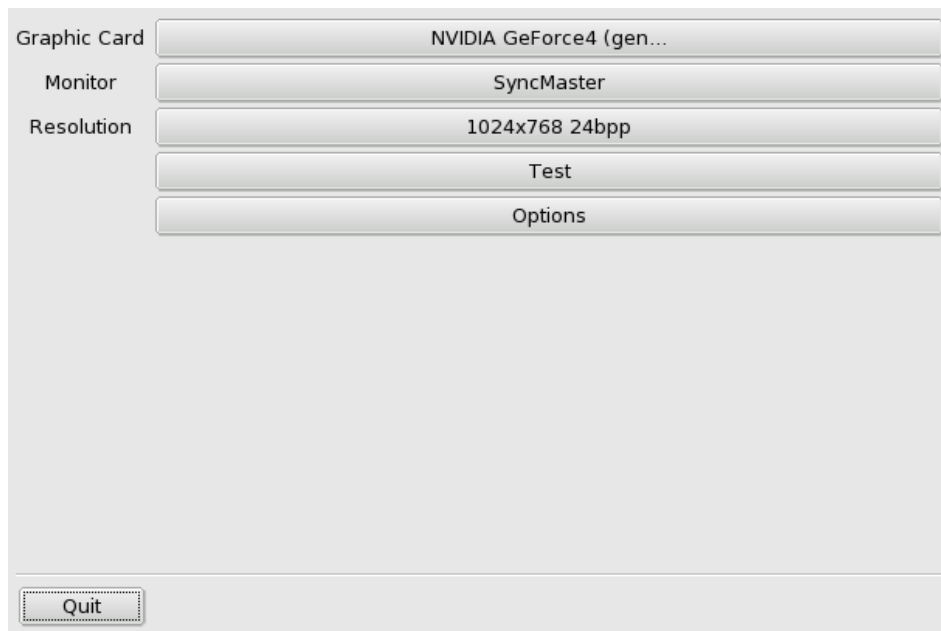 Graphic Card NVIDIA GeForce4 (gen...
Monitor SyncMaster
Resolution 1024x768 24bpp
Test
Options
Quit